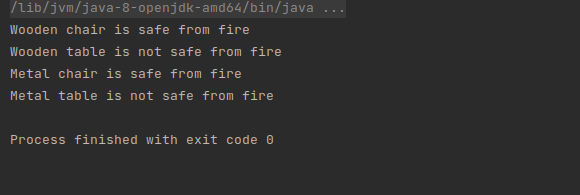 /lib/jvm/java-8-openjdk-amd64/bin/java ...
Wooden chair is safe from fire
Wooden table is not safe from fire
Metal chair is safe from fire
Metal table is not safe from fire
Process finished with exit code 0